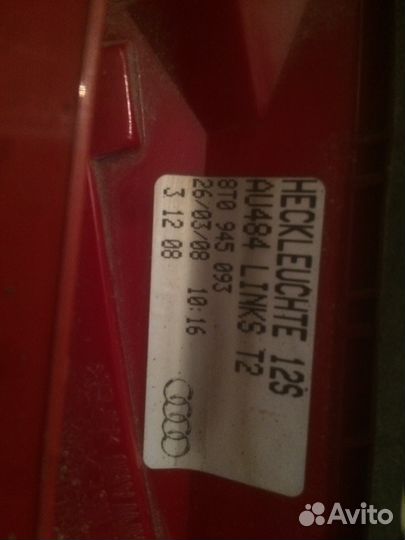 HECKLEUCHTE 12S
AU484 LINKS T2
8T0 945 093
26/03/08 10:16
3 12 08
Avito